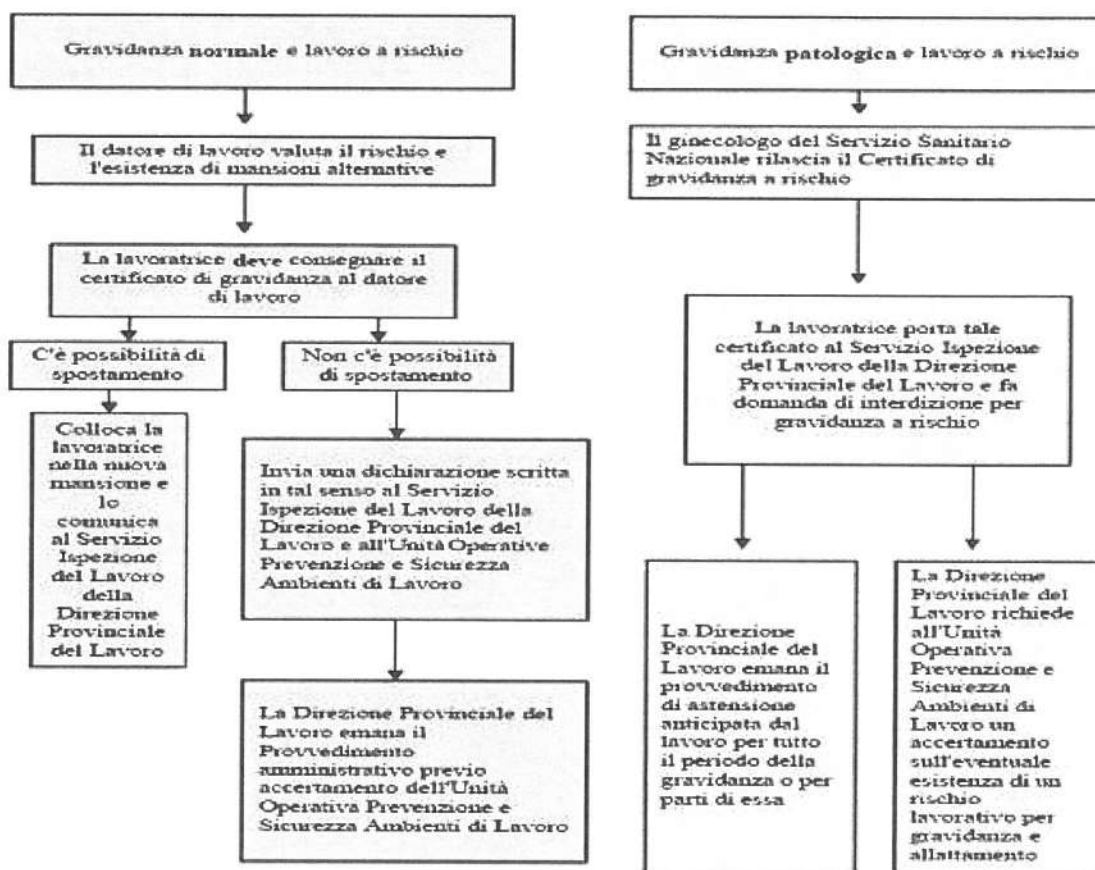 Gravidanza normale e lavoro a rischio
Il datore di lavoro valuta il rischio e
l'esistenza di mansioni alternative
La lavoratrice deve consegnare il
certificato di gravidanza al datore
di lavoro
C'è possibilità di
spostamento
Colloca la
lavoratrice
nella nuova
mansione e
lo
comunica
al Servizio
Ispezione
del Lavoro
della
Direzione
Provinciale
del Lavoro
Non c'è possibilità
di spostamento
Invia una dichiarazione scritta
in tal senso al Servizio
Ispezione del Lavoro della
Direzione Provinciale del
Lavoro e all'Unità Operative
Prevenzione e Sicurezza
Ambienti di Lavoro
La Direzione Provinciale del
Lavoro emana il
Provvedimento
amministrativo previo
accertamento dell'Unità
Operativa Prevenzione e
Sicurezza Ambienti di Lavoro
Gravidanza patologica e lavoro a rischio
Il ginecologo del Servizio Sanitario
Nazionale rilascia il Certificato di
gravidanza a rischio
La lavoratrice porta tale
certificato al Servizio Ispezione
del Lavoro della Direzione
Provinciale del Lavoro e fa
domanda di interdizione per
gravidanza a rischio
La Direzione
Provinciale del
Lavoro emana il
provvedimento
di astensione
anticipata dal
lavoro per tutto
il periodo della
gravidanza o per
parti di essa
La Direzione
Provinciale del
Lavoro richiede
all'Unità
Operativa
Prevenzione e
Sicurezza
Ambienti di
Lavoro un
accertamento
sull'eventuale
esistenza di un
rischio
lavorativo per
gravidanza e
allattamento